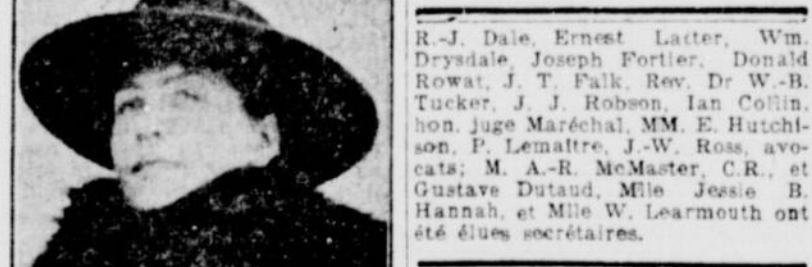 R.-J. Dale, Ernest Lacter, Wm.
Drysdale, Joseph Fortier, Donald
Rowat, J. T. Falk, Rev. Dr W.-B.
Tucker, J. J. Robson, Ian Collin,
hon. juge Maréchal, MM. E. Hutchi-
son, P. Lemaître, J.-W. Ross, avo-
cats; M. A.-R. McMaster, C.R., et
Gustave Dutaud, Mlle Jessie B.
Hannah, et Mlle W. Learmouth ont
été élues secrétaires.